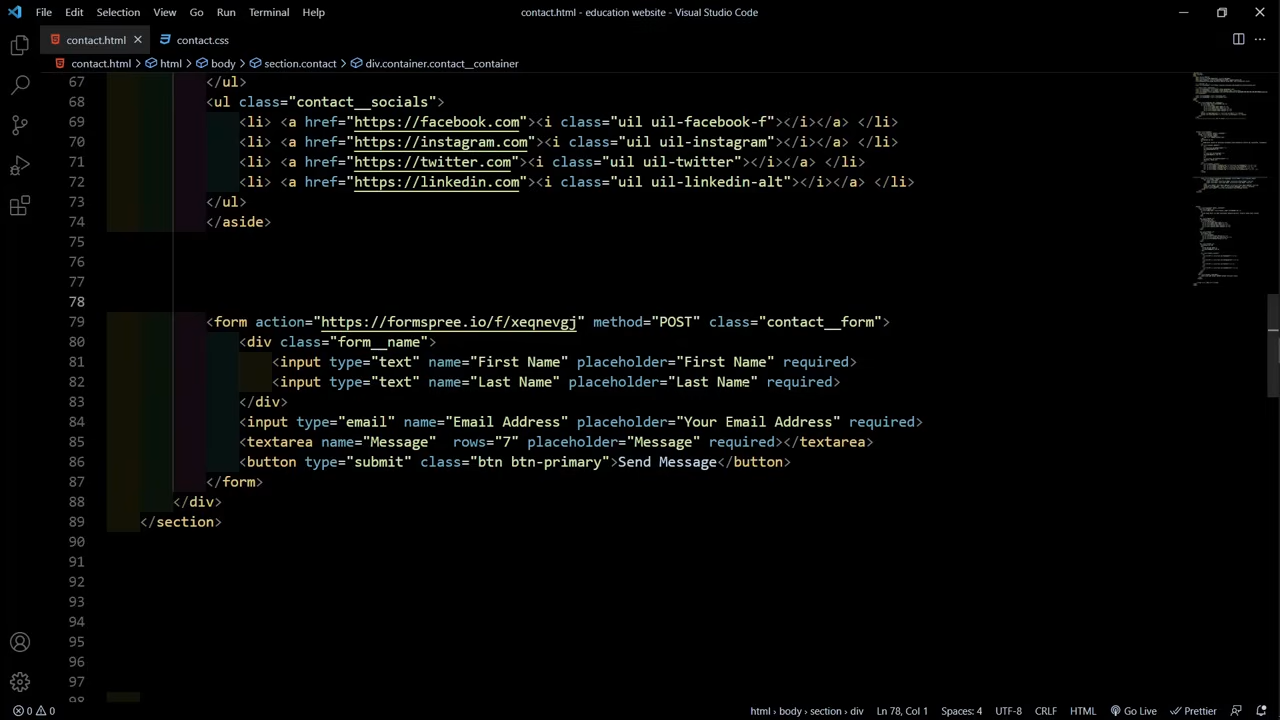 File Edit Selection View Go Run Terminal Help
contact.html - education website - Visual Studio Code
contact.html
contact.css
contact.html > html > body > section.contact > div.container.contact__container
67 </ul>
68 <ul class="contact__socials">
69 <li> <a href="https://facebook.com"><i class="uil uil-facebook-f"></i></a> </li>
70 <li> <a href="https://instagram.com"><i class="uil uil-instagram"></i></a> </li>
71 <li> <a href="https://twitter.com"><i class="uil uil-twitter"></i></a> </li>
72 <li> <a href="https://linkedin.com"><i class="uil uil-linkedin-alt"></i></a> </li>
73 </ul>
74 </aside>
75
76
77
78
79 <form action="https://formspree.io/f/xeqnevgj" method="POST" class="contact__form">
80 <div class="form__name">
81 <input type="text" name="First Name" placeholder="First Name" required>
82 <input type="text" name="Last Name" placeholder="Last Name" required>
83 </div>
84 <input type="email" name="Email Address" placeholder="Your Email Address" required>
85 <textarea name="Message" rows="7" placeholder="Message" required></textarea>
86 <button type="submit" class="btn btn-primary">Send Message</button>
87 </form>
88 </div>
89 </section>
90
91
92
93
94
95
96
97
98
0 0
html > body > section > div Ln 78, Col 1 Spaces: 4 UTF-8 CRLF HTML Go Live Prettier